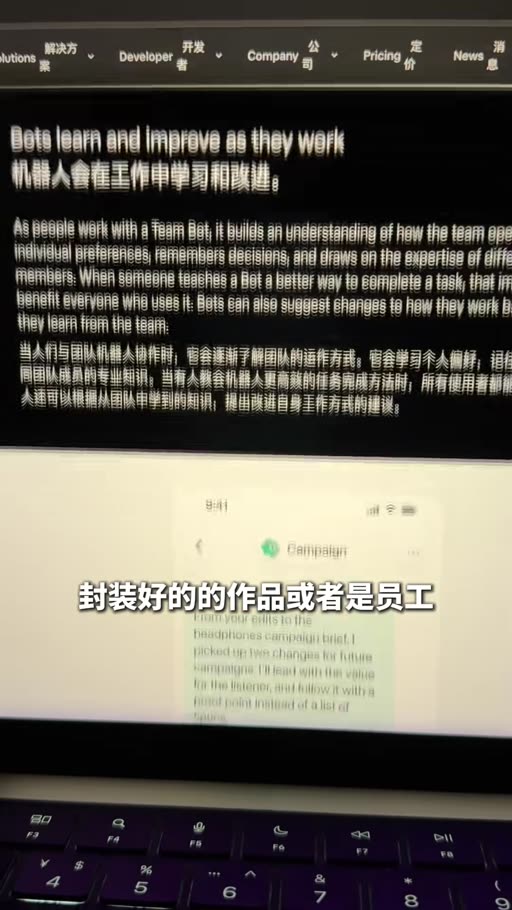 olutions 解决方案
Developer 开发者
Company 公司
Pricing 定价
News 消息
Bots learn and improve as they work
机器人会在工作中学习和改进。
As people work with a Team Bot, it builds an understanding of how the team ope
individual preferences, remembers decisions, and draws on the expertise of diffe
members. When someone teaches a Bot a better way to complete a task, that im
benefit everyone who uses it. Bots can also suggest changes to how they work b
they learn from the team.
当人们与团队机器人协作时，它会逐渐了解团队的运作方式。它会学习个人偏好，记住
同团队成员的专业知识。当有人教会机器人更高效的任务完成方法时，所有使用者都能
人还可以根据从团队中学到的知识，提出改进自身工作方式的建议。
9:41
Campaign
封装好的的作品或者是员工
From your edits to the
headphones campaign brief, I
picked up two changes for future
campaigns. I'll lead with the value
for the listener, and follow it with a
proof point instead of a list of
specs.
F3
F4
F5
F6
F7
F8
¥ $ 4
% 5
… ^ 6
& 7
* 8
( 9